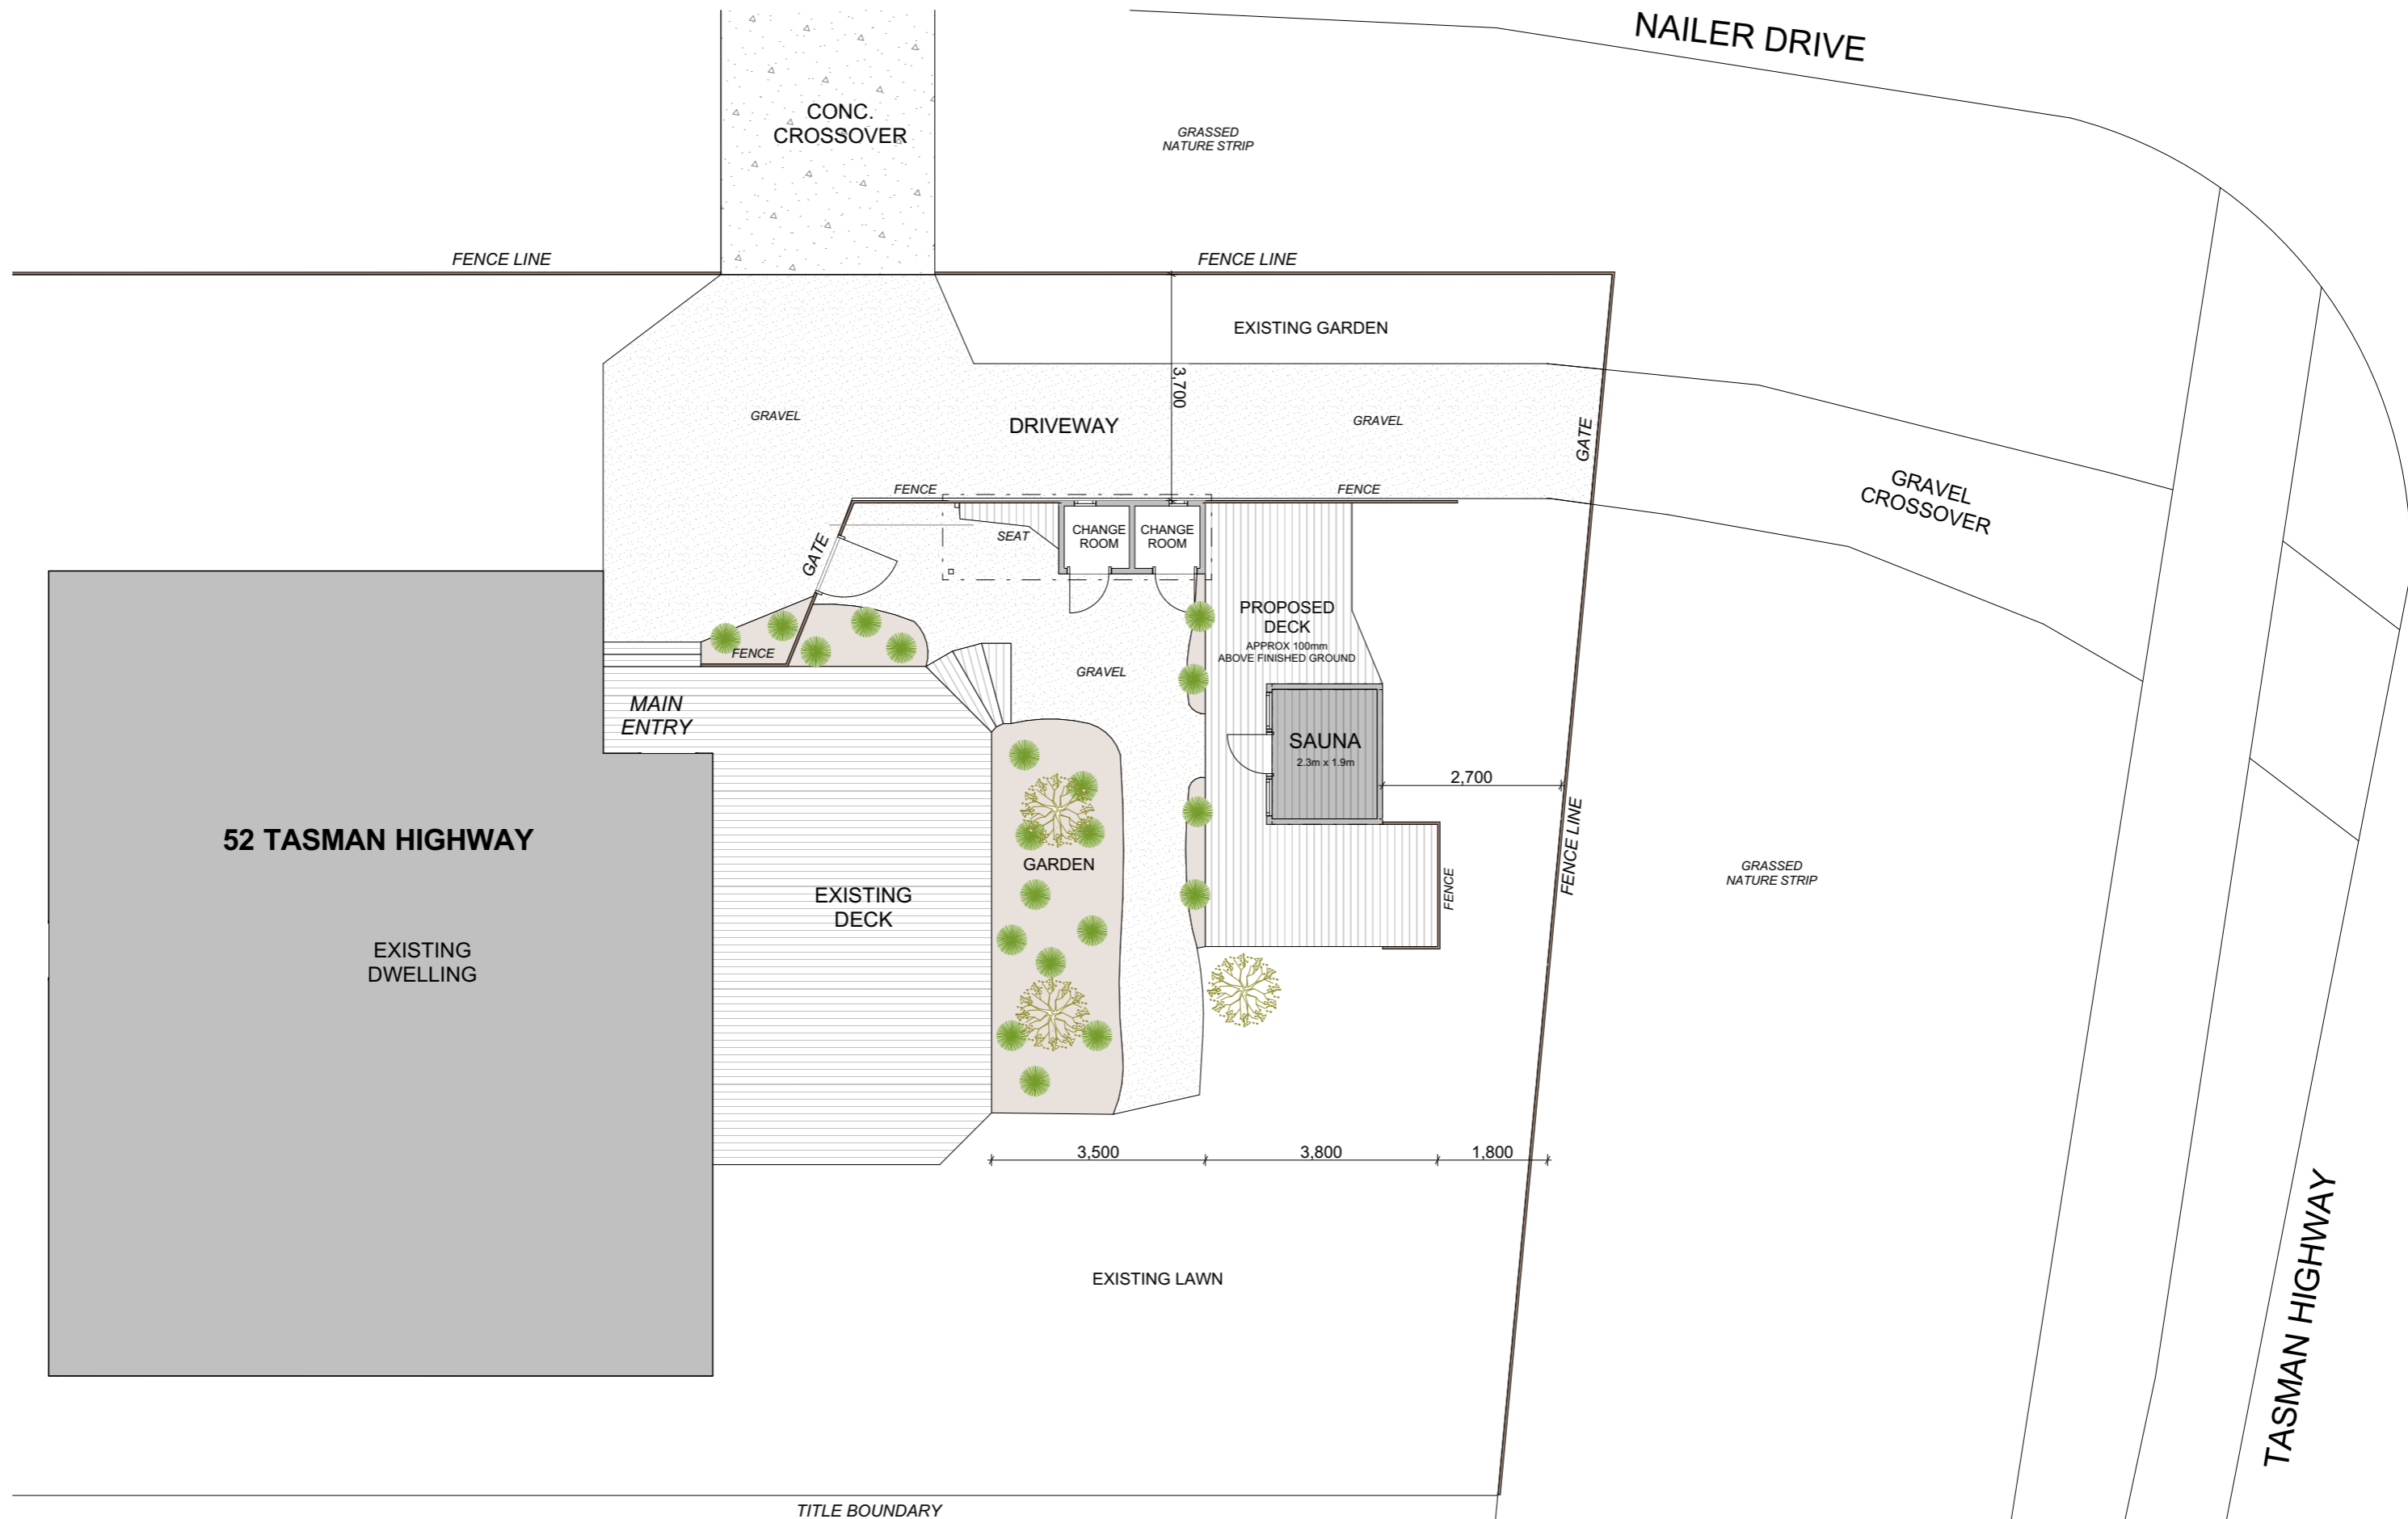 NAILER DRIVE
CONC.
CROSSOVER
GRASSED
NATURE STRIP
FENCE LINE
FENCE LINE
EXISTING GARDEN
3,700
GRAVEL
DRIVEWAY
GRAVEL
GATE
FENCE
FENCE
GRAVEL
CROSSOVER
GATE
SEAT
CHANGE
ROOM
CHANGE
ROOM
PROPOSED
DECK
APPROX 100mm
ABOVE FINISHED GROUND
FENCE
GRAVEL
MAIN
ENTRY
SAUNA
2.3m x 1.9m
2,700
52 TASMAN HIGHWAY
FENCE LINE
GARDEN
EXISTING
DECK
FENCE
GRASSED
NATURE STRIP
EXISTING
DWELLING
3,500
3,800
1,800
EXISTING LAWN
TASMAN HIGHWAY
TITLE BOUNDARY